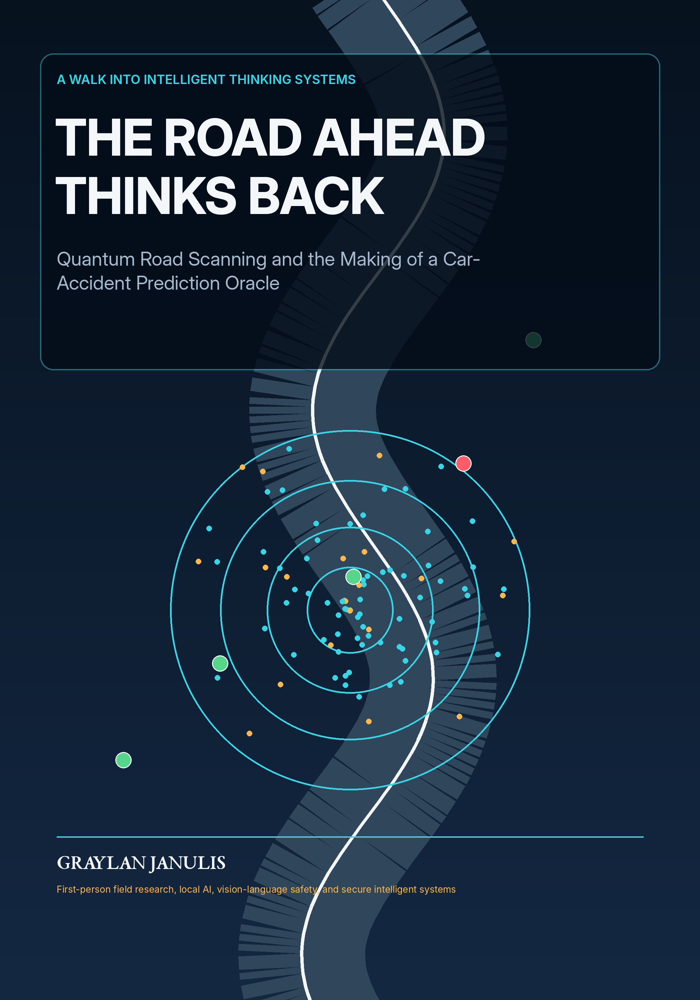 A WALK INTO INTELLIGENT THINKING SYSTEMS
THE ROAD AHEAD
THINKS BACK
Quantum Road Scanning and the Making of a Car-
Accident Prediction Oracle
GRAYLAN JANULIS
First-person field research, local AI, vision-language safety, and secure intelligent systems